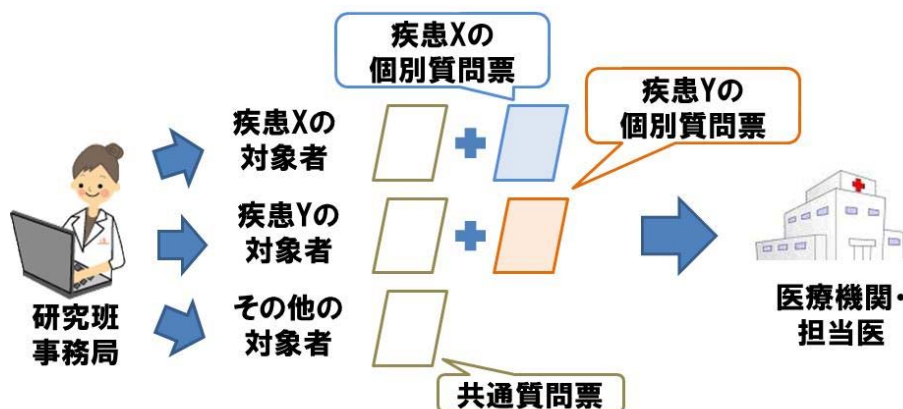 疾患Xの
個別質問票
疾患Yの
個別質問票
疾患Xの
対象者
疾患Yの
対象者
その他の
対象者
研究班
事務局
医療機関・
担当医
共通質問票